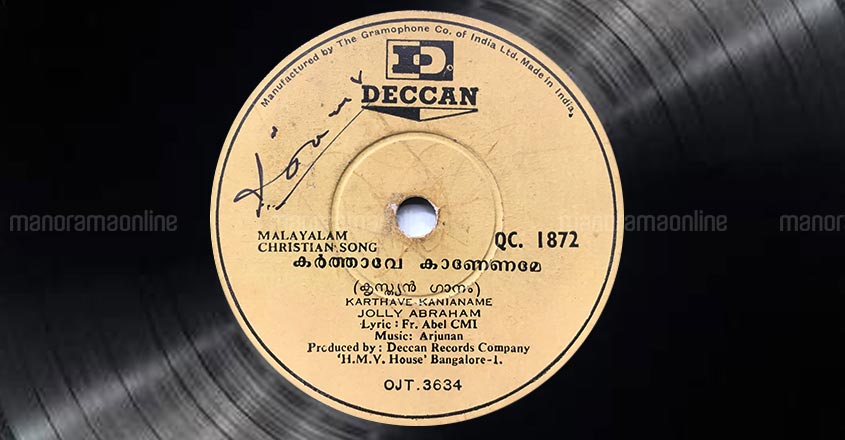 Manufactured by The Gramophone Co. of India Ltd. Made in India.
D
DECCAN
manoramaonline
manoramaonline
MALAYALAM
CHRISTIAN SONG
QC. 1872
കർത്താവേ കാണേണമേ
(കൃസ്ത്യൻ ഗാനം)
KARTHAVE KANIANAME
JOLLY ABRAHAM
Lyric : Fr. Abel CMI
Music: Arjunan
Produced by : Deccan Records Company
'H.M.V. House' Bangalore-1.
OJT. 3634